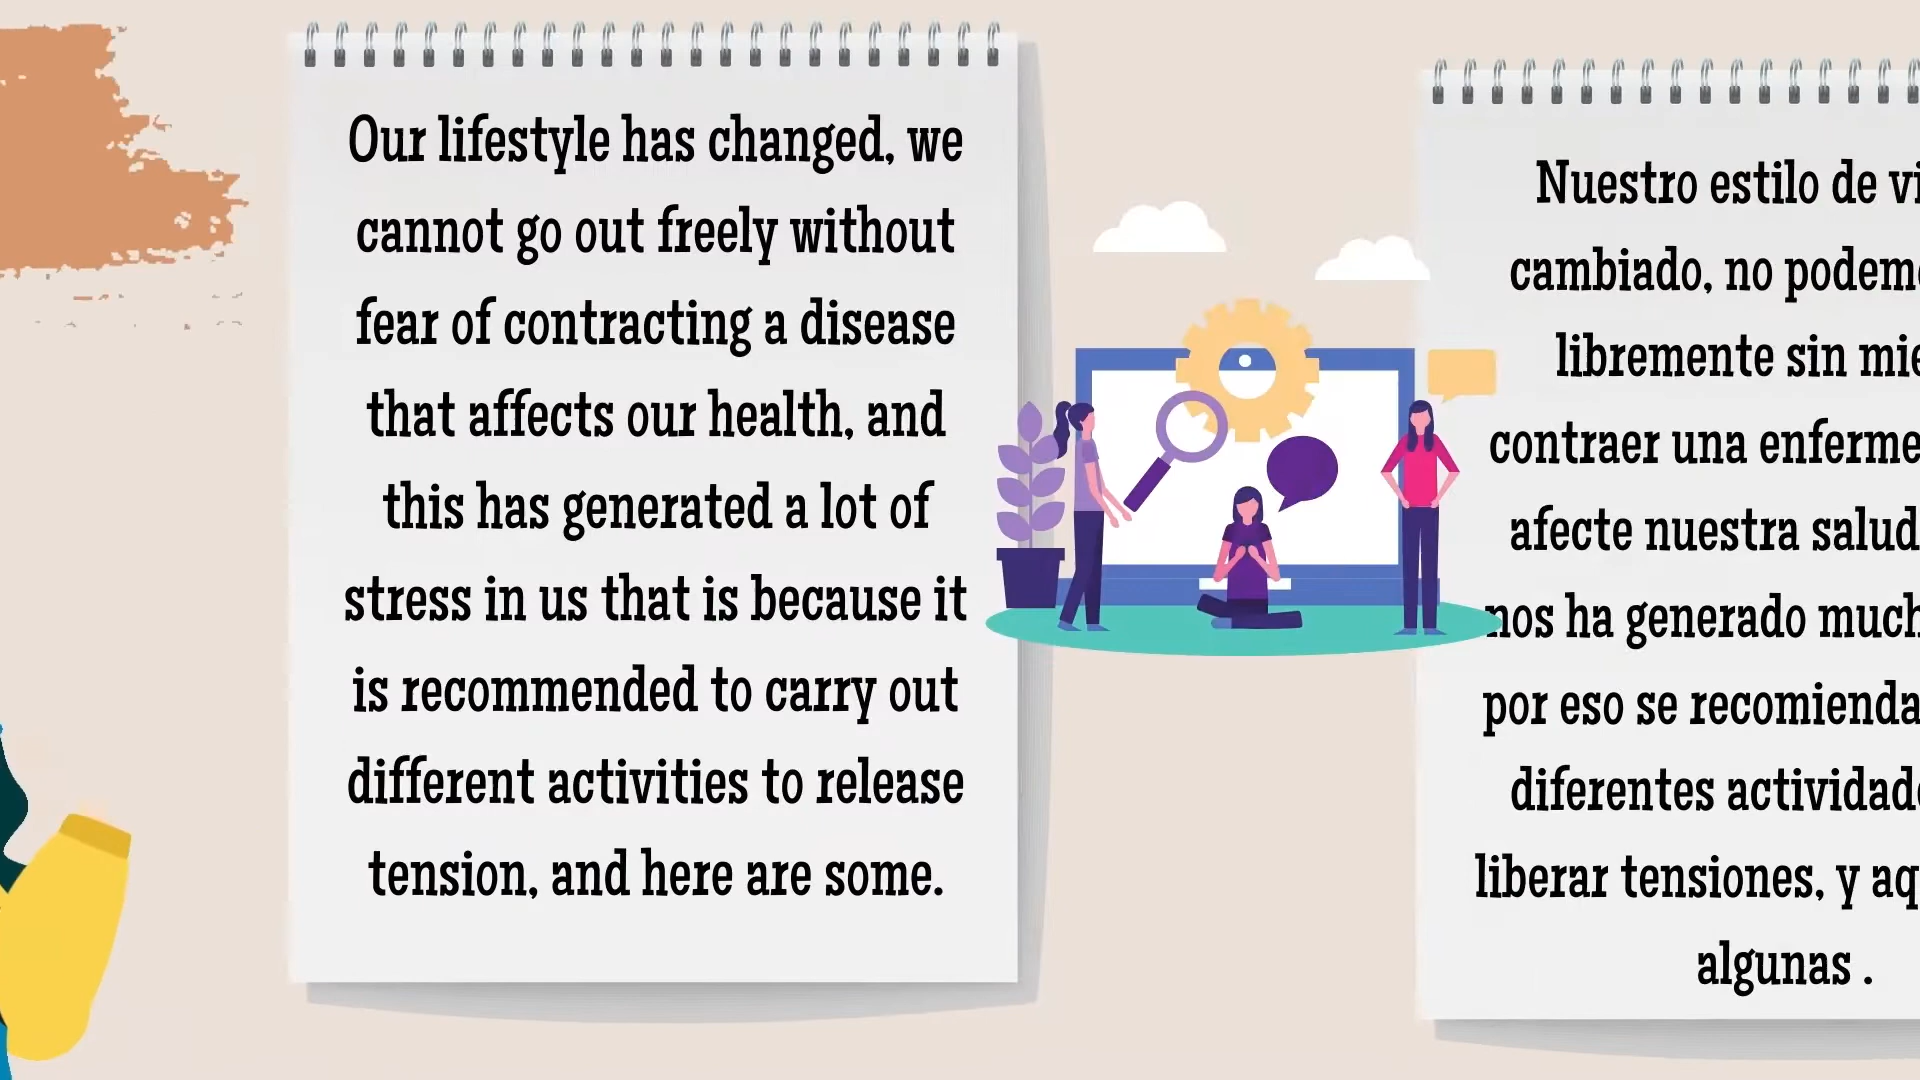 Our lifestyle has changed, we
cannot go out freely without
fear of contracting a disease
that affects our health, and
this has generated a lot of
stress in us that is because it
is recommended to carry out
different activities to release
tension, and here are some.
Nuestro estilo de
cambiado, no
libremente sin
contraer una
afecte nuestra salud
nos ha generado
por eso se
diferentes
liberar tensiones, y
algunas .